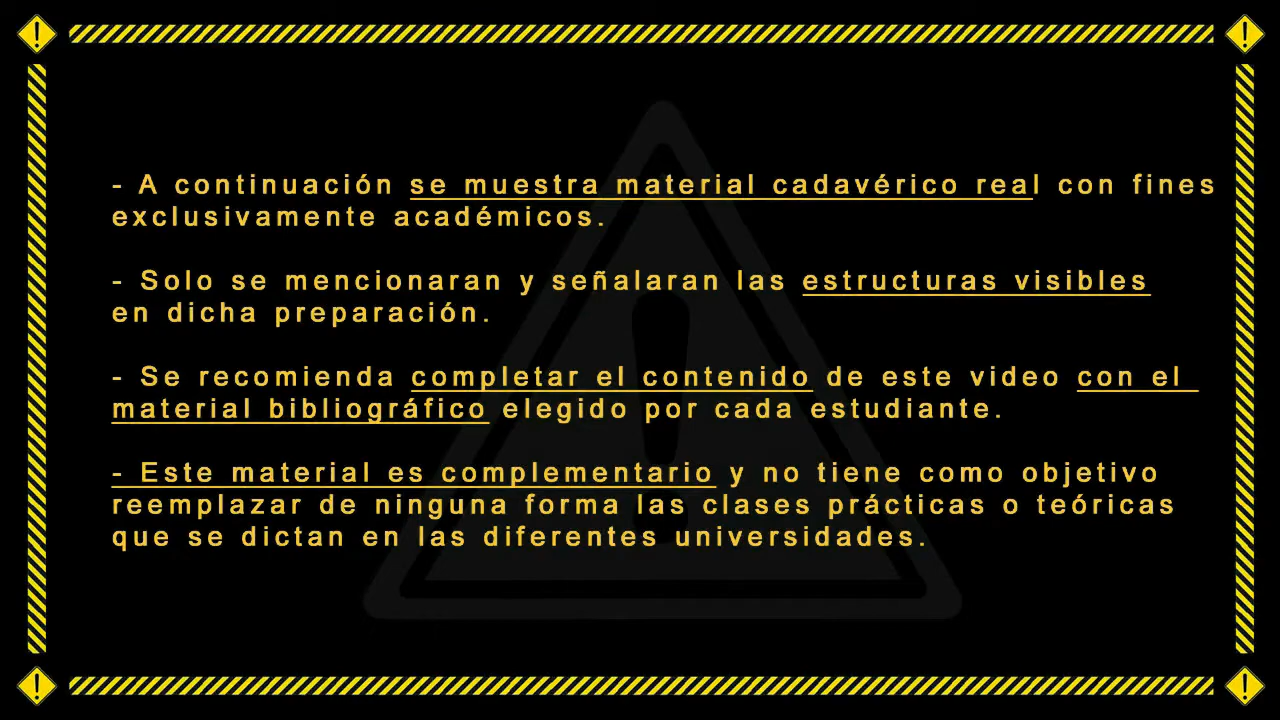 - A continuación se muestra material cadavérico real con fines
exclusivamente académicos.
- Solo se mencionaran y señalaran las estructuras visibles
en dicha preparación.
- Se recomienda completar el contenido de este video con el
material bibliográfico elegido por cada estudiante.
- Este material es complementario y no tiene como objetivo
reemplazar de ninguna forma las clases prácticas o teóricas
que se dictan en las diferentes universidades.